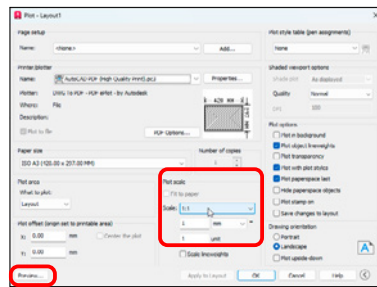 Plot - Layout1
Page setup
Name: <none> Add...
Plot style table (pen assignments)
None
Printer/plotter
Name: AutoCAD PDF (High Quality Print).pc3 Properties...
Plotter: DWG To PDF - PDF ePlot - by Autodesk
Where: File
Description:
Plot to file
PDF Options...
Shaded viewport options
Shade plot As displayed
Quality Normal
DPI
Paper size
ISO A3 (420.00 x 297.00 MM)
Number of copies
1
Plot area
What to plot:
Layout
Plot scale
Fit to paper
Scale: 1:1
1 mm =
1 unit
Scale lineweights
Plot offset (origin set to printable area)
X: 0.00 mm Center the plot
Y: 0.00 mm
Plot options
Plot in background
Plot object lineweights
Plot transparency
Plot with plot styles
Plot paperspace last
Hide paperspace objects
Plot stamp on
Save changes to layout
Drawing orientation
Portrait
Landscape
Plot upside-down
A
Preview... Apply to Layout OK Cancel Help